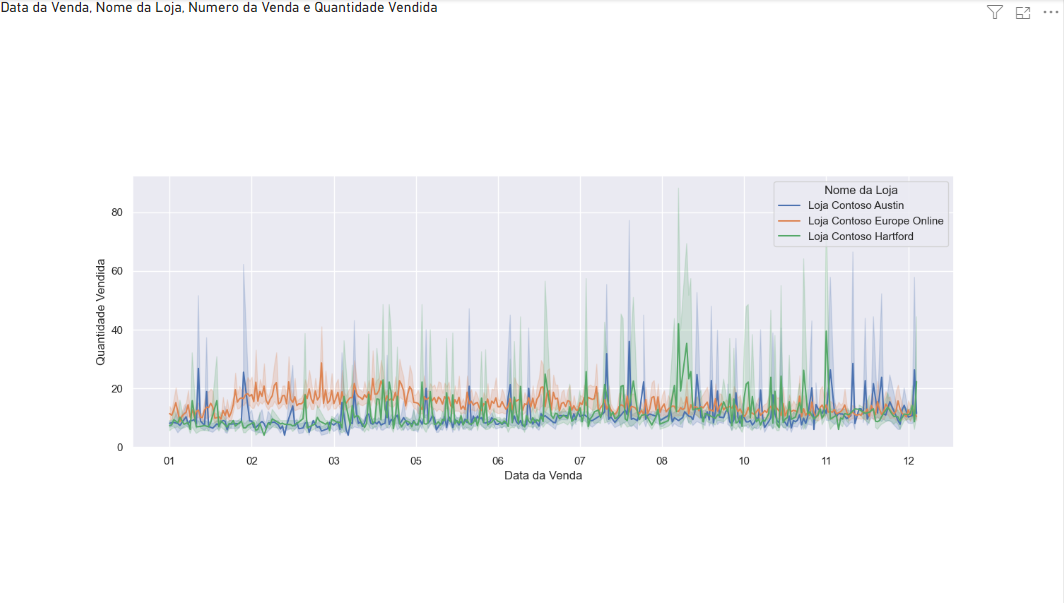 Data da Venda, Nome da Loja, Numero da Venda e Quantidade Vendida
Nome da Loja
Loja Contoso Austin
Loja Contoso Europe Online
Loja Contoso Hartford
Quantidade Vendida
80
60
40
20
0
01 02 03 05 06 07 08 10 11 12
Data da Venda